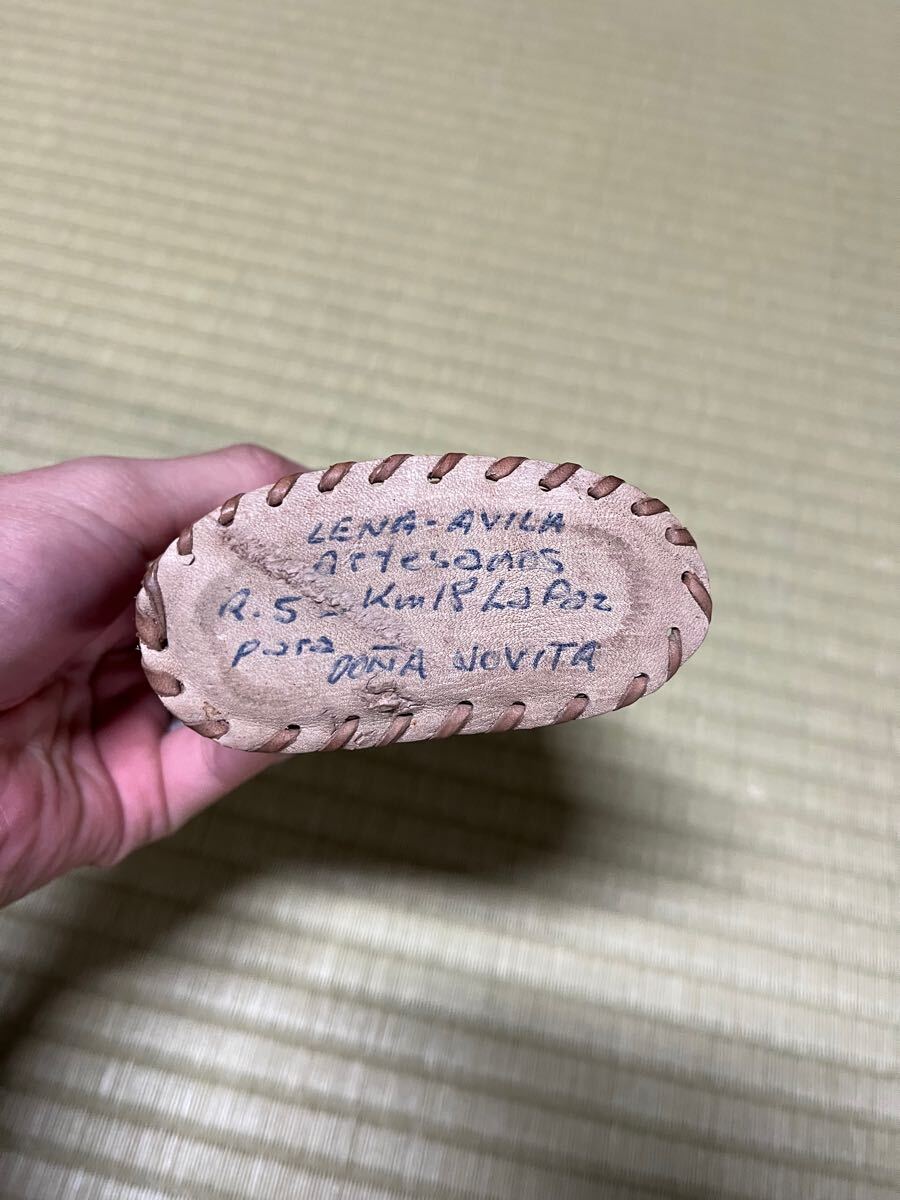 LENA-AVILA
Artesanos
R.5 - Km 18 La Paz
para DOÑA NOVITA